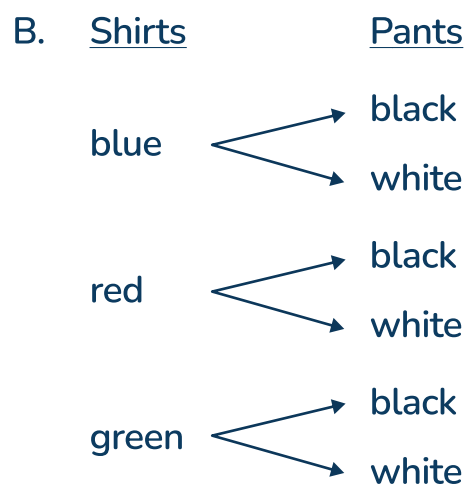 B. Shirts Pants
black
blue
white
black
red
white
black
green
white